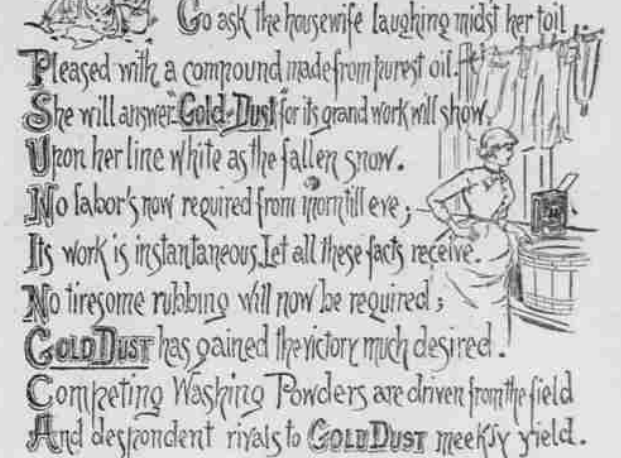 Go ask the housewife laughing midst her toil
Pleased with a compound made from purest oil.
She will answer "Gold-Dust" for its grand work will show,
Upon her line white as the fallen snow.
No labor's now required from morn till eve;
Its work is instantaneous. Let all these facts receive.
No tiresome rubbing will now be required;
GOLD DUST has gained the victory much desired.
Competing Washing Powders are driven from the field
And despondent rivals to GOLD DUST meekly yield.